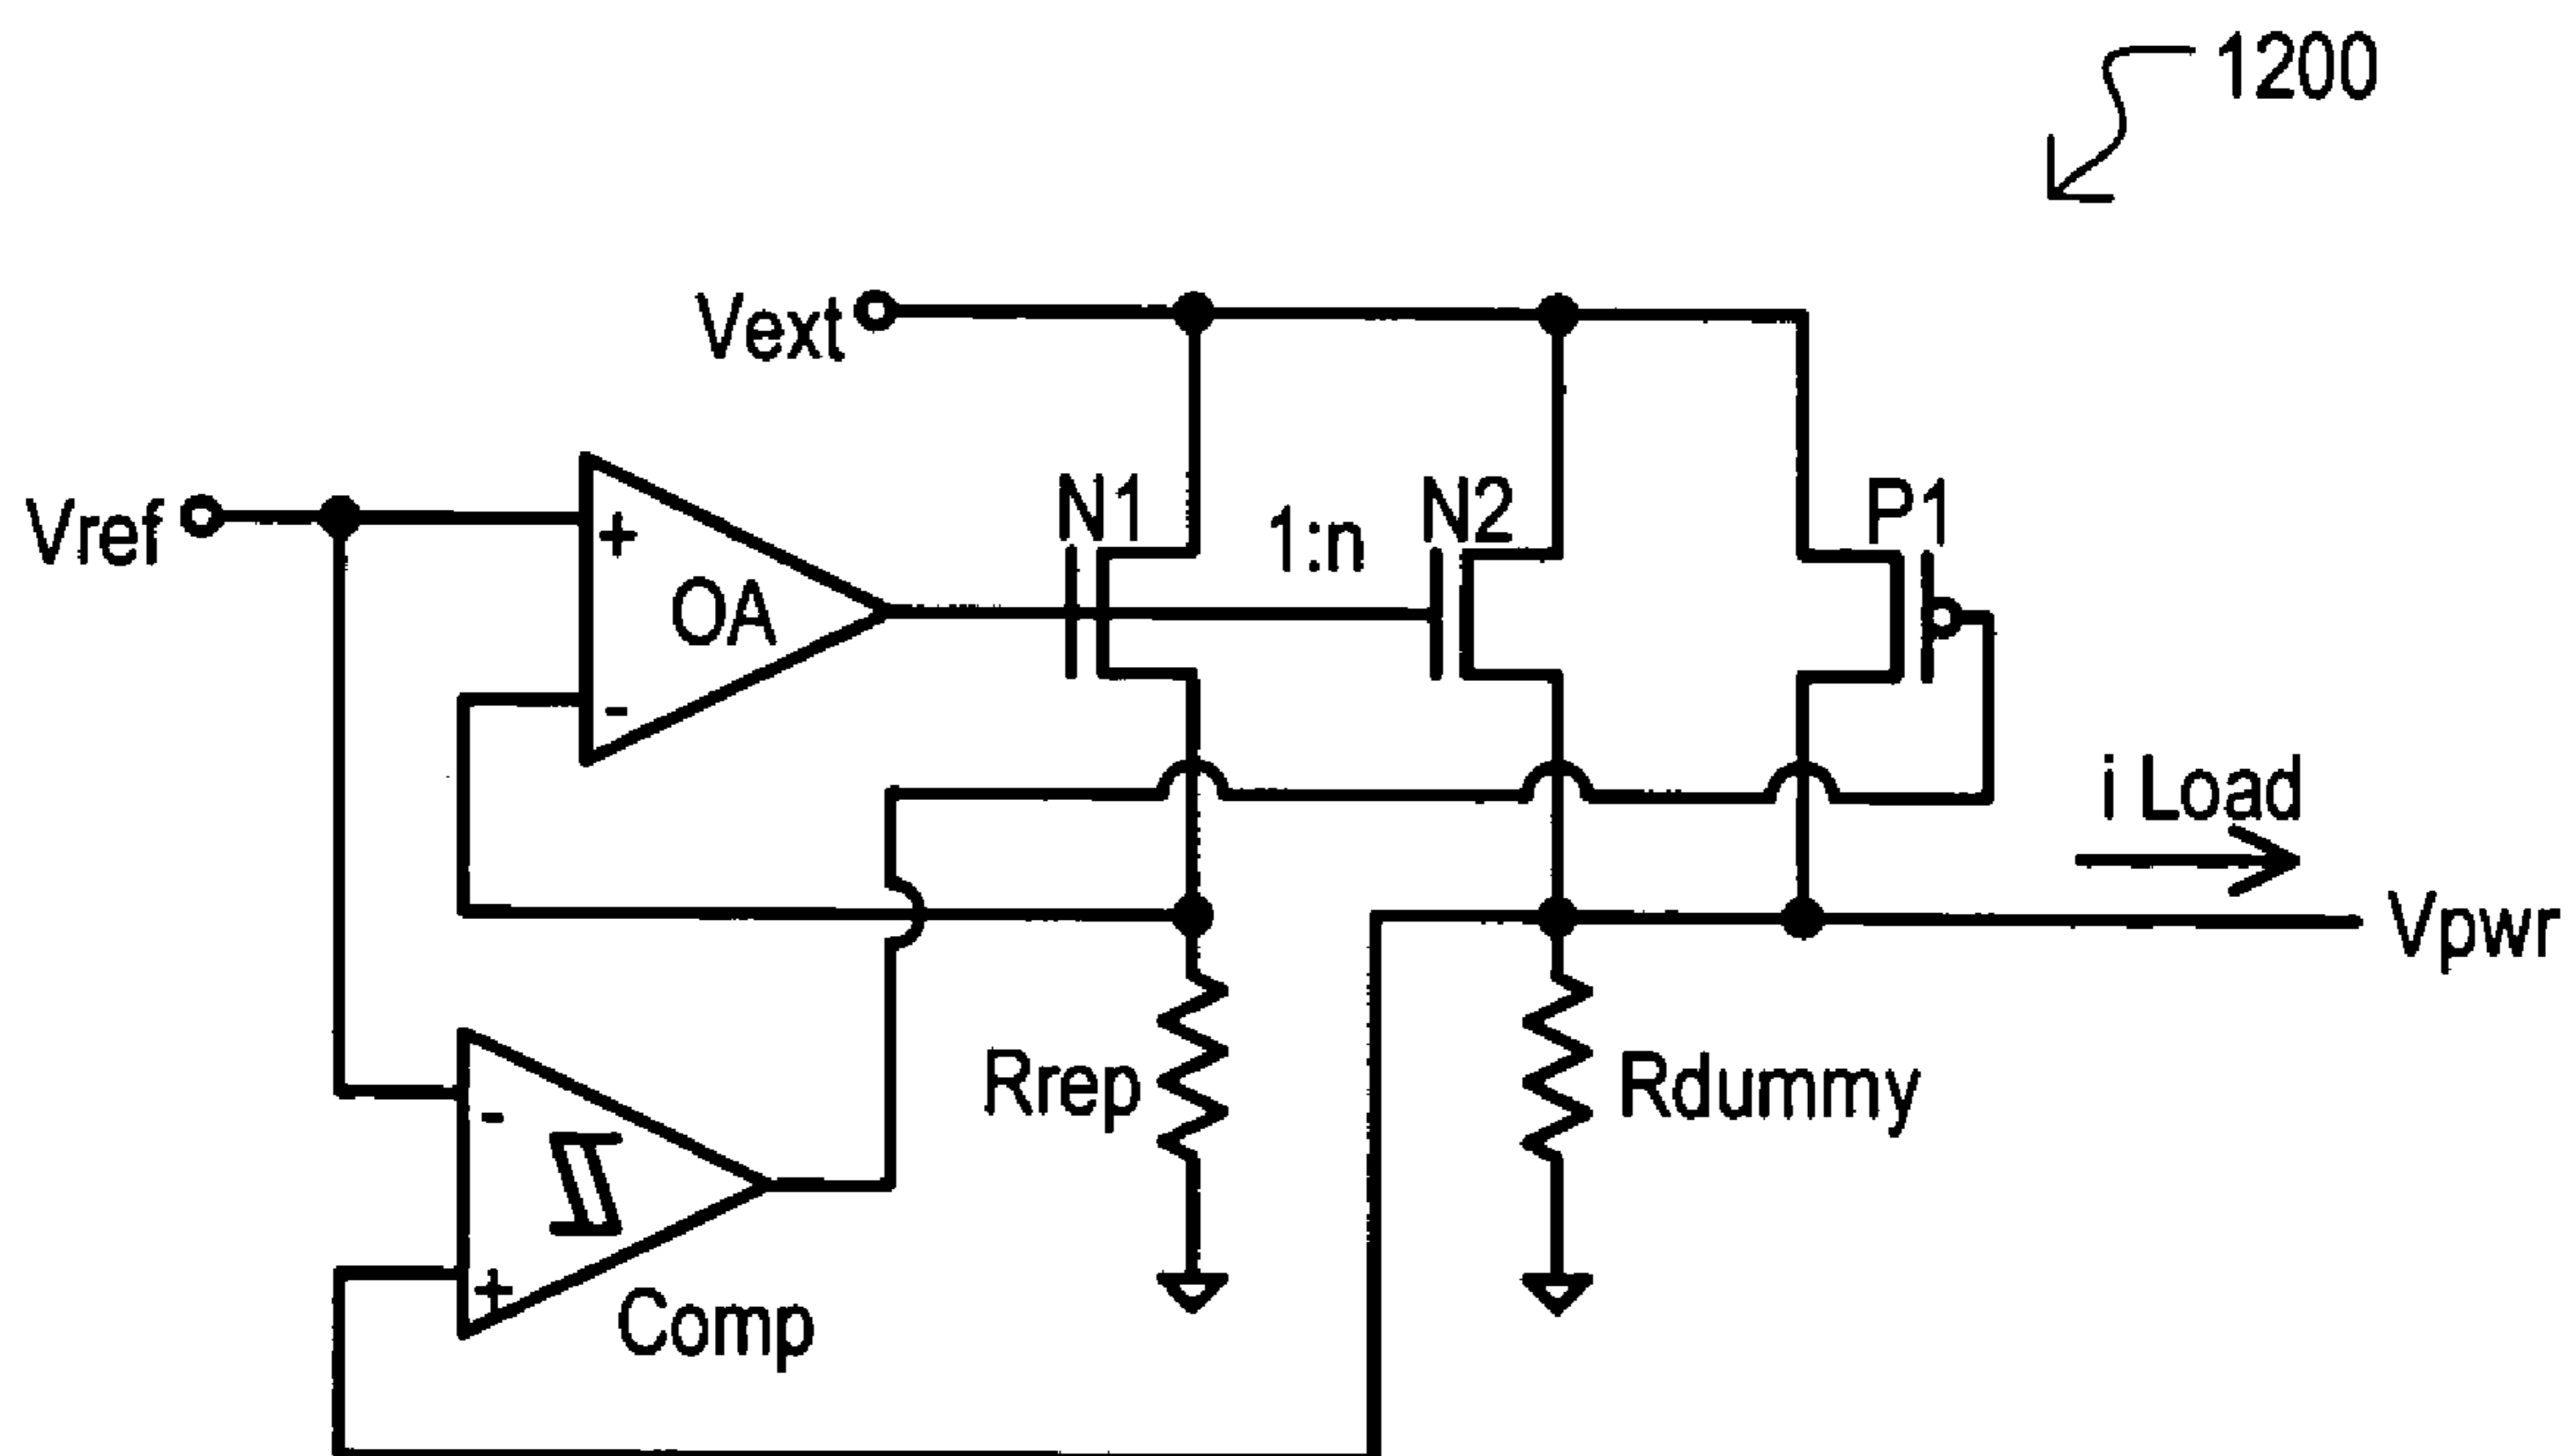 1200
Vext
Vref
+
OA
-
N1
1:n
N2
P1
i Load
Vpwr
Rrep
Rdummy
-
+
Comp